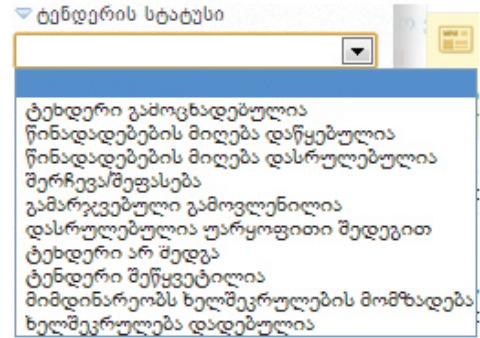 ტენდერის სტატუსი
ტენდერი გამოცხადებულია
წინადადებების მიღება დაწყებულია
წინადადებების მიღება დასრულებულია
შერჩევა/შეფასება
გამარჯვებული გამოვლენილია
დასრულებულია უარყოფითი შედეგით
ტენდერი არ შედგა
ტენდერი შეწყვეტილია
მიმდინარეობს ხელშეკრულების მომზადება
ხელშეკრულება დადებულია